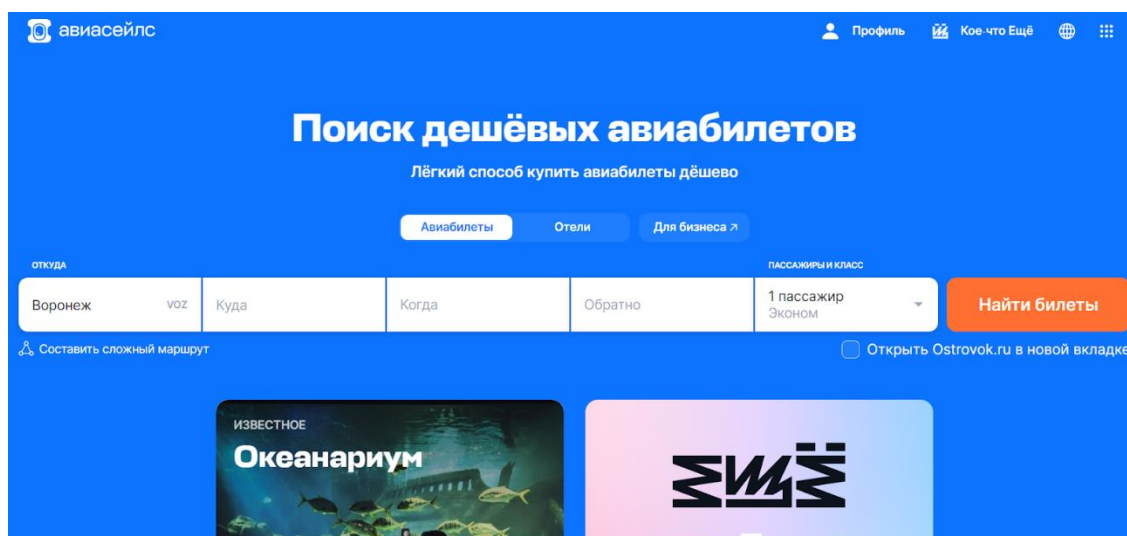 авиасейлс
Профиль
Кое-что Ещё
Поиск дешёвых авиабилетов
Лёгкий способ купить авиабилеты дёшево
Авиабилеты
Отели
Для бизнеса ↗
ОТКУДА
ПАССАЖИРЫ И КЛАСС
Воронеж
VOZ
Куда
Когда
Обратно
1 пассажир
Эконом
Найти билеты
Составить сложный маршрут
Открыть Ostrovok.ru в новой вкладке
ИЗВЕСТНОЕ
Океанариум
ЕЩЁ